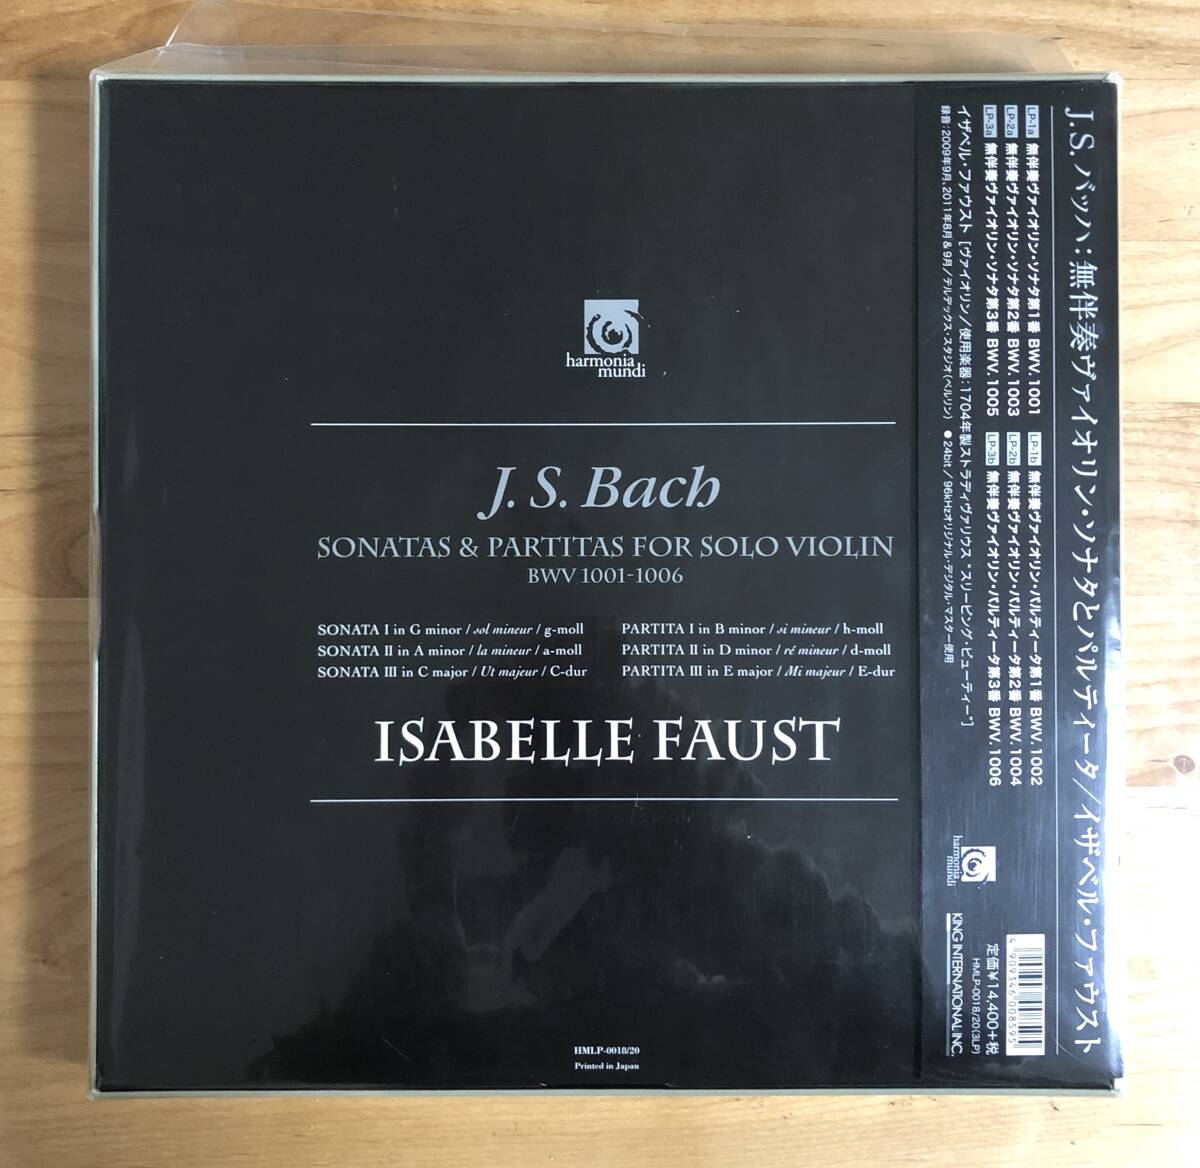 harmonia
mundi
J. S. Bach
SONATAS & PARTITAS FOR SOLO VIOLIN
BWV 1001-1006
SONATA I in G minor / sol mineur / g-moll
SONATA II in A minor / la mineur / a-moll
SONATA III in C major / Ut majeur / C-dur
PARTITA I in B minor / si mineur / h-moll
PARTITA II in D minor / ré mineur / d-moll
PARTITA III in E major / Mi majeur / E-dur
ISABELLE FAUST
HMLP-0018/20
Printed in Japan
J.S. バッハ：無伴奏ヴァイオリン・ソナタとパルティータ/イザベル・ファウスト
LP-1a 無伴奏ヴァイオリン・ソナタ第1番 BWV. 1001
LP-1b 無伴奏ヴァイオリン・パルティータ第1番 BWV. 1002
LP-2a 無伴奏ヴァイオリン・ソナタ第2番 BWV. 1003
LP-2b 無伴奏ヴァイオリン・パルティータ第2番 BWV. 1004
LP-3a 無伴奏ヴァイオリン・ソナタ第3番 BWV. 1005
LP-3b 無伴奏ヴァイオリン・パルティータ第3番 BWV. 1006
イザベル・ファウスト [ヴァイオリン/使用楽器：1704年製ストラディヴァリウス "スリーピング・ビューティー"]
録音：2009年9月、2011年8月&9月/テルデックス・スタジオ(ベルリン) ●24bit / 96kHzオリジナル・デジタル・マスター使用
harmonia
mundi
4 909346 008595
HMLP-0018/20(3LP)
定価¥14,400+税
KING INTERNATIONAL INC.